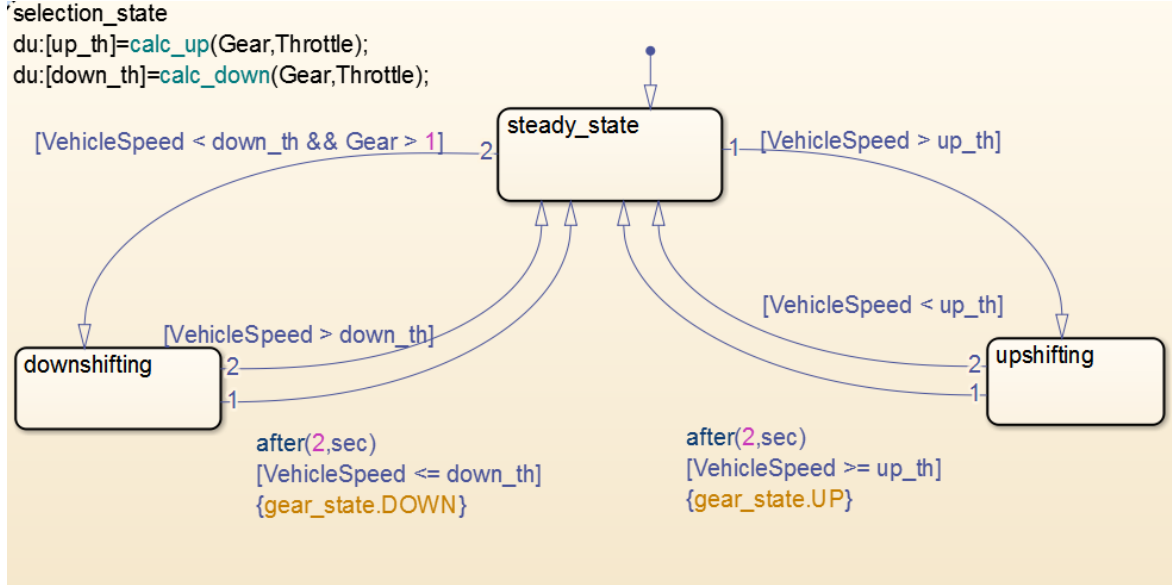 selection_state
du:[up_th]=calc_up(Gear,Throttle);
du:[down_th]=calc_down(Gear,Throttle);
steady_state
[VehicleSpeed < down_th && Gear > 1]
2
1
[VehicleSpeed > up_th]
[VehicleSpeed < up_th]
[VehicleSpeed > down_th]
downshifting
2
1
2
1
upshifting
after(2,sec)
[VehicleSpeed <= down_th]
{gear_state.DOWN}
after(2,sec)
[VehicleSpeed >= up_th]
{gear_state.UP}